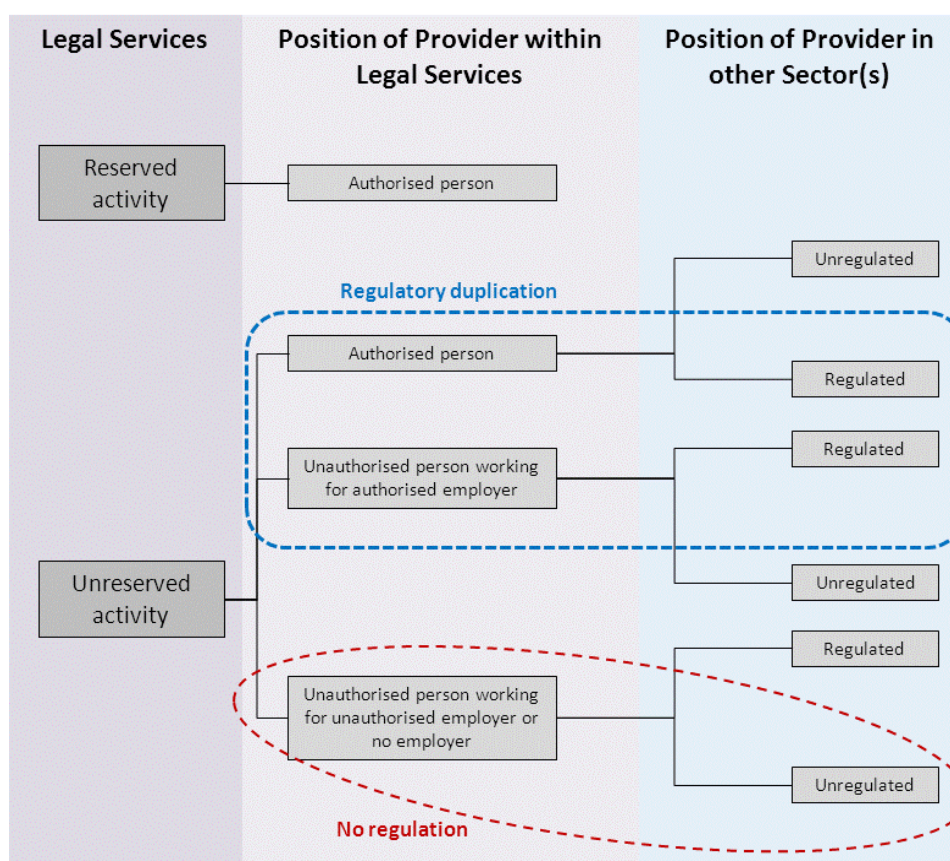 Legal Services
Position of Provider within
Legal Services
Position of Provider in
other Sector(s)
Reserved
activity
Authorised person
Unregulated
Regulatory duplication
Authorised person
Regulated
Regulated
Unauthorised person working
for authorised employer
Unreserved
activity
Unregulated
Regulated
Unauthorised person working
for unauthorised employer or
no employer
Unregulated
No regulation